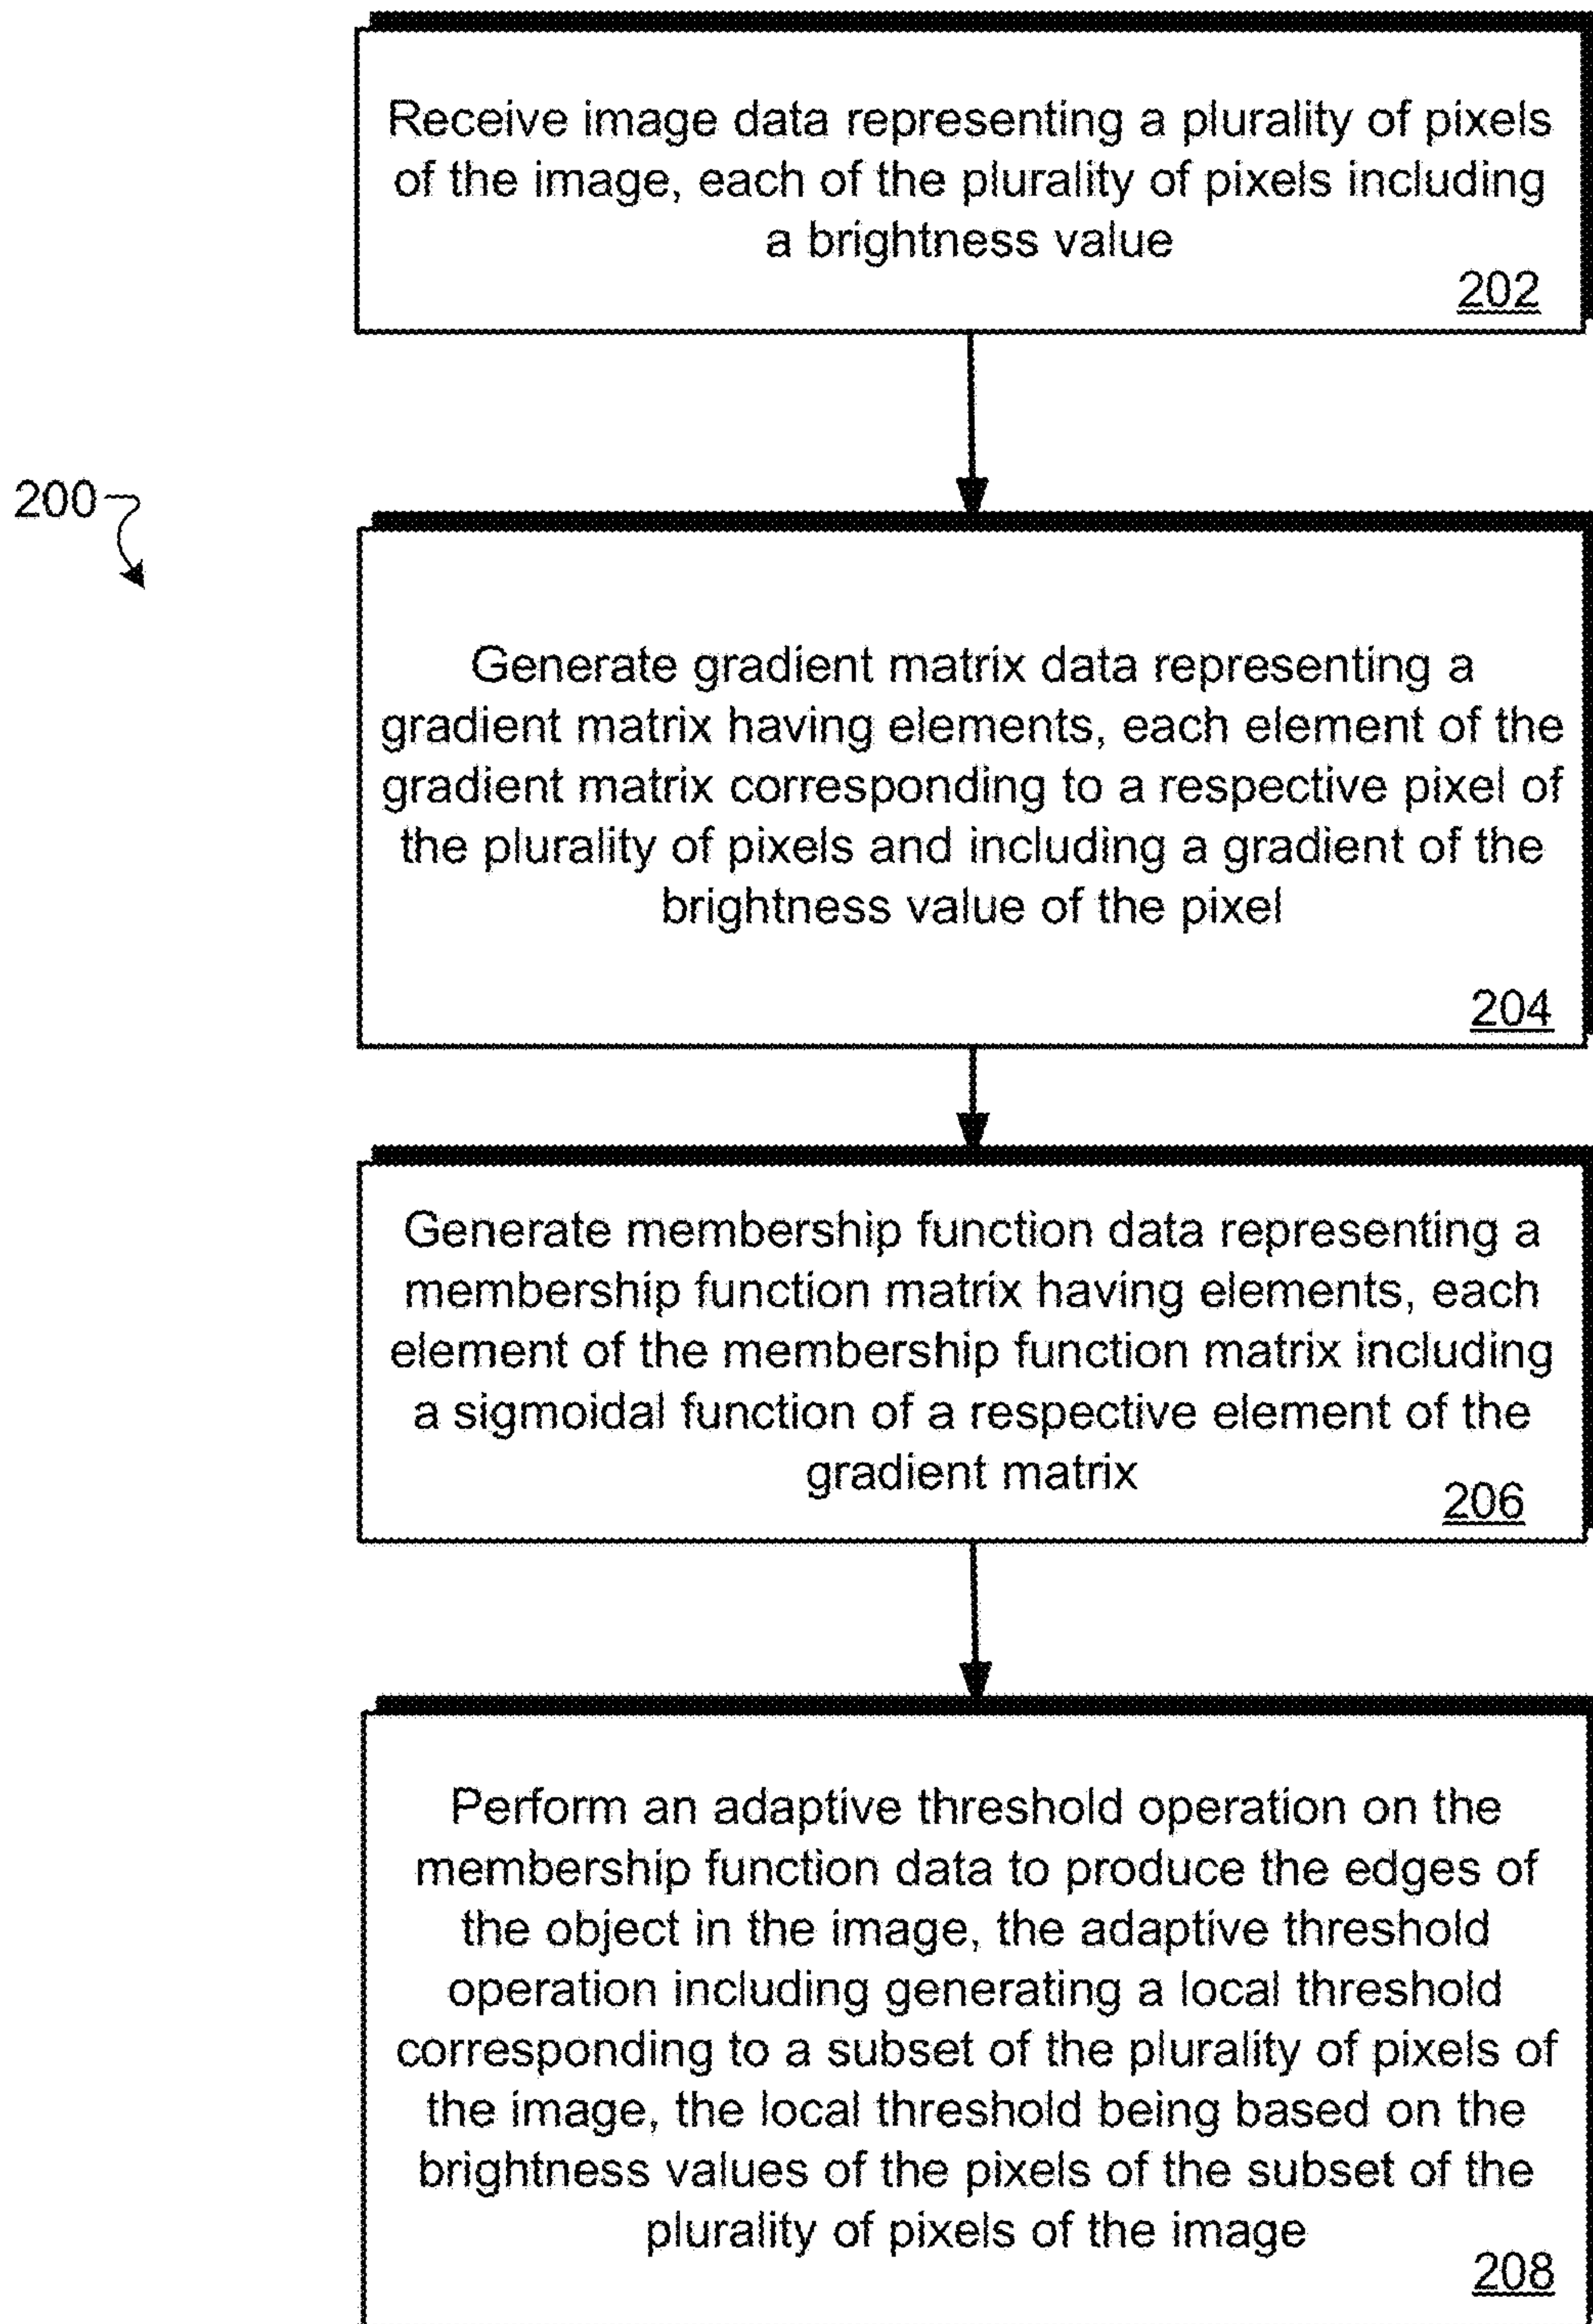 Receive image data representing a plurality of pixels
of the image, each of the plurality of pixels including
a brightness value
202
200
Generate gradient matrix data representing a
gradient matrix having elements, each element of the
gradient matrix corresponding to a respective pixel of
the plurality of pixels and including a gradient of the
brightness value of the pixel
204
Generate membership function data representing a
membership function matrix having elements, each
element of the membership function matrix including
a sigmoidal function of a respective element of the
gradient matrix
206
Perform an adaptive threshold operation on the
membership function data to produce the edges of
the object in the image, the adaptive threshold
operation including generating a local threshold
corresponding to a subset of the plurality of pixels of
the image, the local threshold being based on the
brightness values of the pixels of the subset of the
plurality of pixels of the image
208